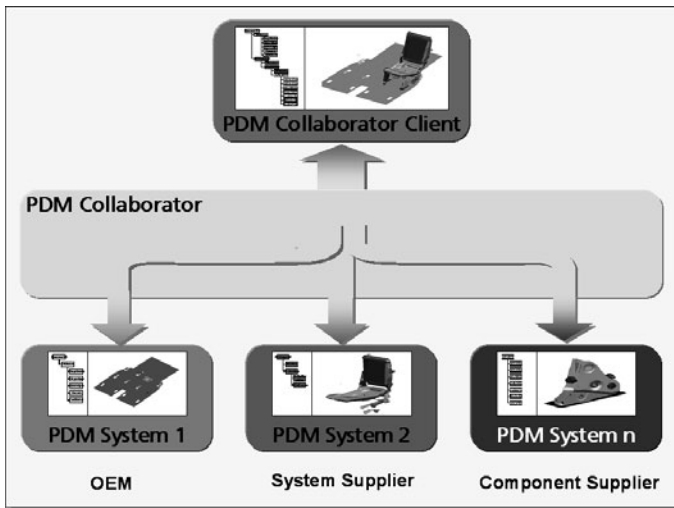 PDM Collaborator Client
PDM Collaborator
PDM System 1
PDM System 2
PDM System n
OEM
System Supplier
Component Supplier